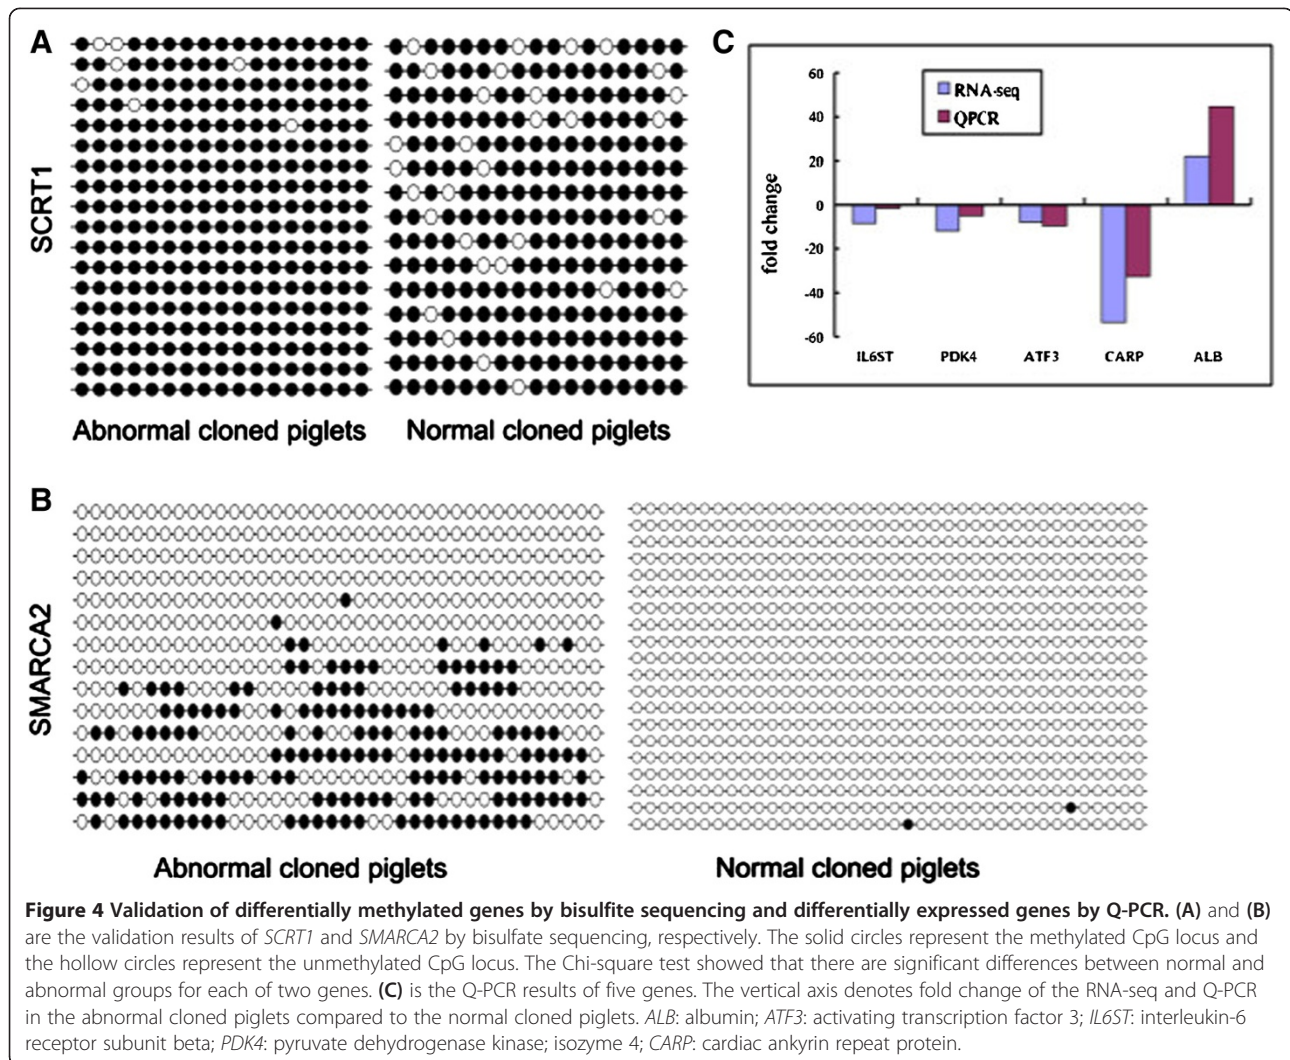 A
SCRT1
Abnormal cloned piglets
Normal cloned piglets
C
60
40
20
0
-20
-40
-60
fold change
RNA-seq
QPCR
IL6ST
PDK4
ATF3
CARP
ALB
B
SMARCA2
Abnormal cloned piglets
Normal cloned piglets
Figure 4 Validation of differentially methylated genes by bisulfite sequencing and differentially expressed genes by Q-PCR. (A) and (B)
are the validation results of SCRT1 and SMARCA2 by bisulfate sequencing, respectively. The solid circles represent the methylated CpG locus and
the hollow circles represent the unmethylated CpG locus. The Chi-square test showed that there are significant differences between normal and
abnormal groups for each of two genes. (C) is the Q-PCR results of five genes. The vertical axis denotes fold change of the RNA-seq and Q-PCR
in the abnormal cloned piglets compared to the normal cloned piglets. ALB: albumin; ATF3: activating transcription factor 3; IL6ST: interleukin-6
receptor subunit beta; PDK4: pyruvate dehydrogenase kinase; isozyme 4; CARP: cardiac ankyrin repeat protein.